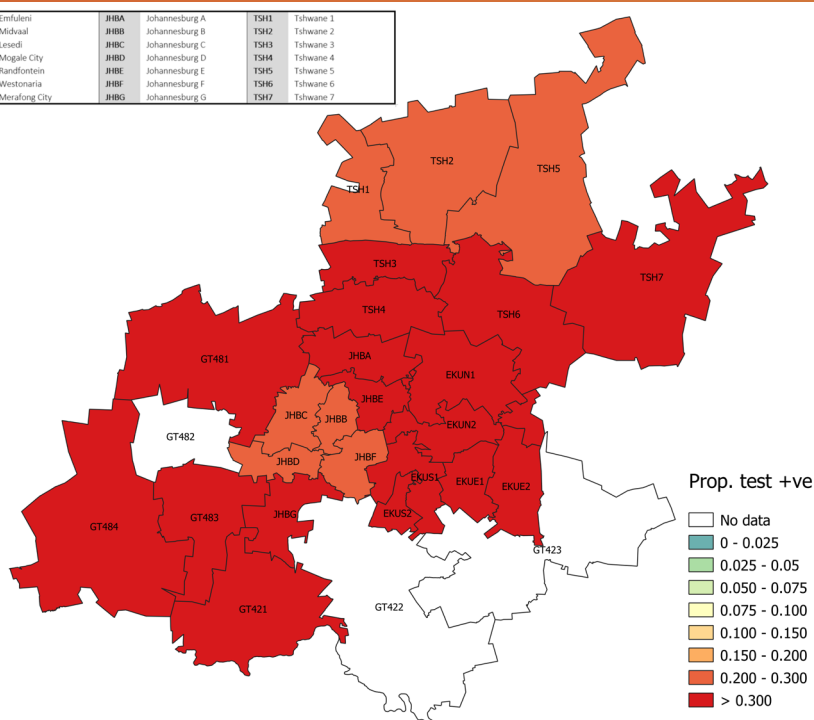 Emfuleni JHBA Johannesburg A TSH1 Tshwane 1
Midvaal JHBB Johannesburg B TSH2 Tshwane 2
Lesedi JHBC Johannesburg C TSH3 Tshwane 3
Mogale City JHBD Johannesburg D TSH4 Tshwane 4
Randfontein JHBE Johannesburg E TSH5 Tshwane 5
Westonaria JHBF Johannesburg F TSH6 Tshwane 6
Merafong City JHBG Johannesburg G TSH7 Tshwane 7
TSH2
TSH5
TSH1
TSH3
TSH7
TSH4
TSH6
GT481
JHBA
EKUN1
JHBE
JHBC
JHBB
EKUN2
GT482
JHBF
JHBD
EKUS1
EKUE1
EKUE2
GT484
GT483
JHBG
EKUS2
GT423
GT421
GT422
Prop. test +ve
No data
0 - 0.025
0.025 - 0.05
0.050 - 0.075
0.075 - 0.100
0.100 - 0.150
0.150 - 0.200
0.200 - 0.300
> 0.300